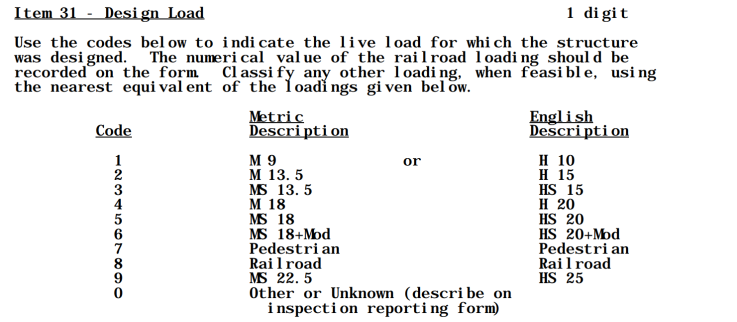 Item 31 - Design Load 1 digit
Use the codes below to indicate the live load for which the structure
was designed. The numerical value of the railroad loading should be
recorded on the form. Classify any other loading, when feasible, using
the nearest equivalent of the loadings given below.
Metric English
Code Description Description
1 M 9 or H 10
2 M 13.5 H 15
3 MS 13.5 HS 15
4 M 18 H 20
5 MS 18 HS 20
6 MS 18+Mod HS 20+Mod
7 Pedestrian Pedestrian
8 Railroad Railroad
9 MS 22.5 HS 25
0 Other or Unknown (describe on
inspection reporting form)